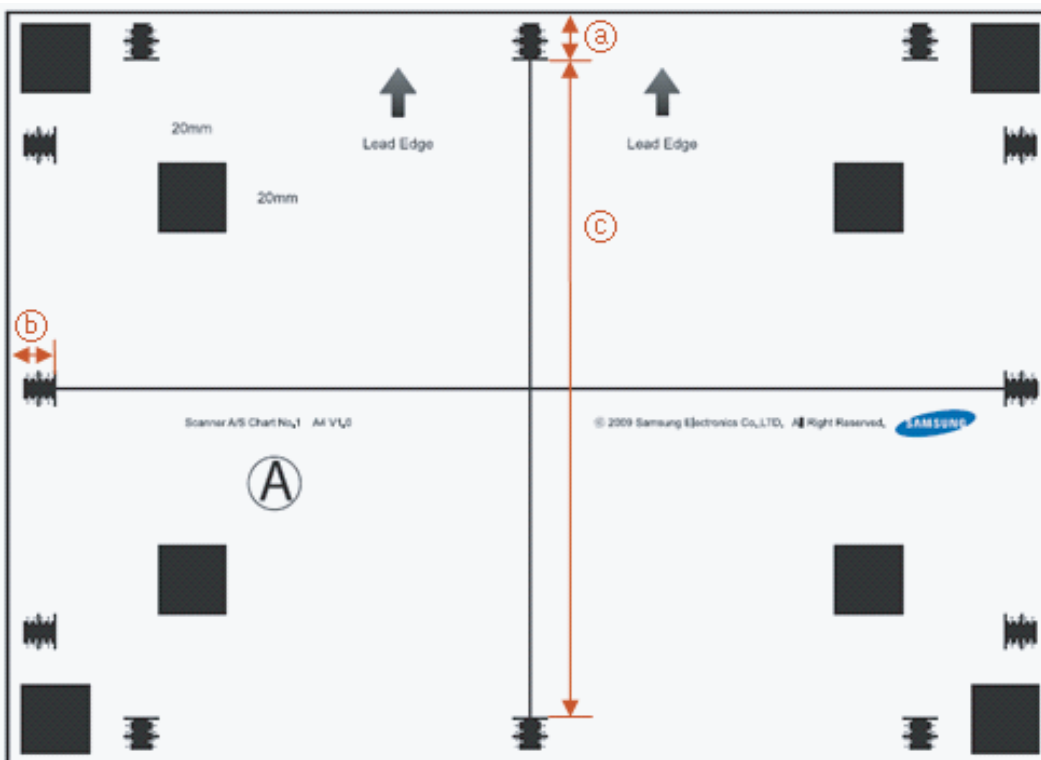 ⓐ
Lead Edge
Lead Edge
20mm
20mm
ⓒ
ⓑ
Scanner A/S Chart No,1 A4 V1,0
© 2009 Samsung Electronics Co,,LTD, All Right Reserved,
SAMSUNG
Ⓐ